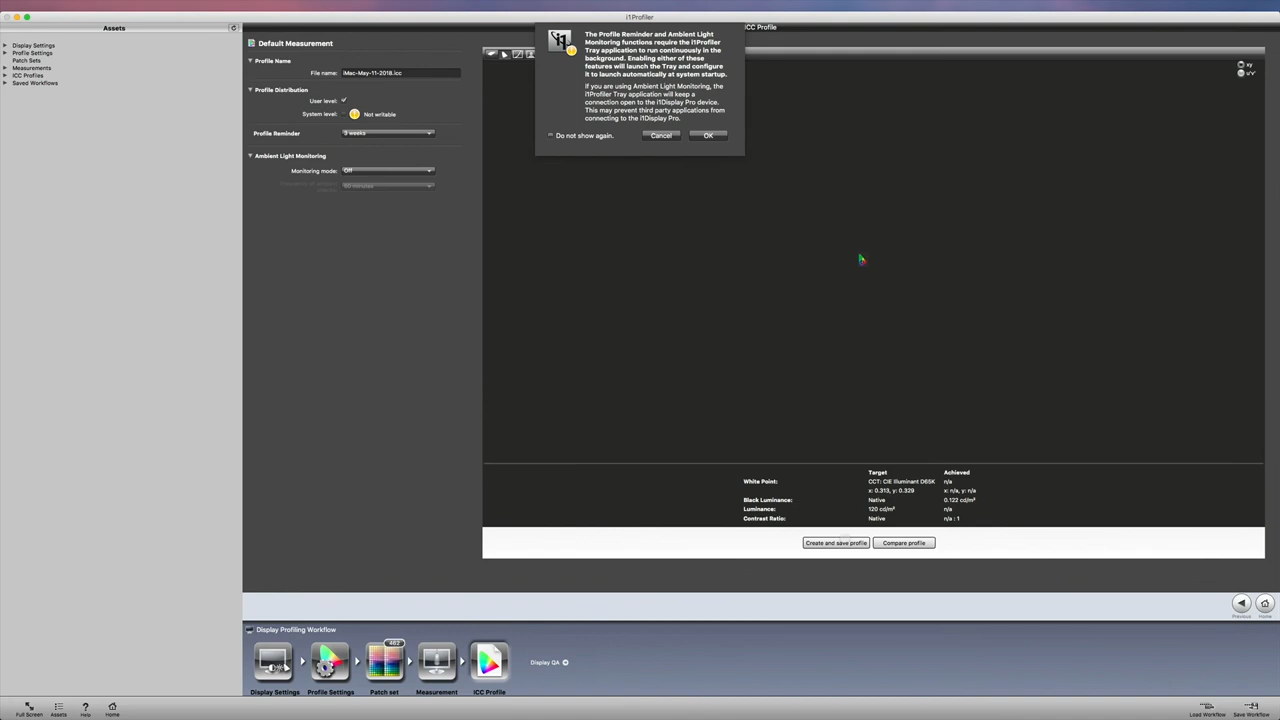 i1Profiler
Assets
ICC Profile
Display Settings
Profile Settings
Patch Sets
Measurements
ICC Profiles
Saved Workflows
Default Measurement
Profile Name
File name: iMac-May-11-2018.icc
Profile Distribution
User level:
System level: Not writable
Profile Reminder 3 weeks
Ambient Light Monitoring
Monitoring mode: Off
60 minutes
The Profile Reminder and Ambient Light
Monitoring functions require the i1Profiler
Tray application to run continuously in the
background. Enabling either of these
features will launch the Tray and configure
it to launch automatically at system startup.
If you are using Ambient Light Monitoring, the
i1Profiler Tray application will keep a
connection open to the i1Display Pro device.
This may prevent third party applications from
connecting to the i1Display Pro.
Do not show again. Cancel OK
xy
u'v'
Target Achieved
White Point: CCT: CIE Illuminant D65K n/a
x: 0.313, y: 0.329 x: n/a, y: n/a
Black Luminance: Native 0.122 cd/m²
Luminance: 120 cd/m² n/a
Contrast Ratio: Native n/a : 1
Create and save profile Compare profile
Previous Home
Display Profiling Workflow
462
Display QA
Display Settings Profile Settings Patch set Measurement ICC Profile
Full Screen Assets Help Home Load Workflow Save Workflow